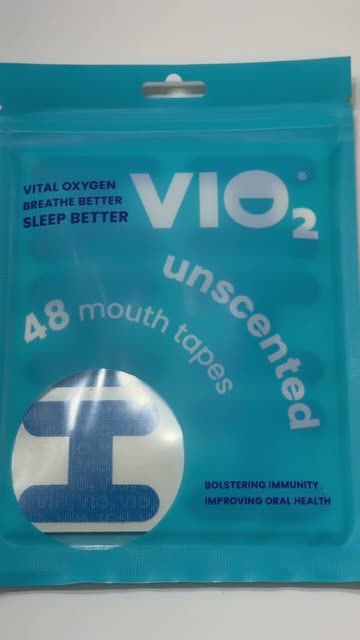 VITAL OXYGEN
BREATHE BETTER
SLEEP BETTER
VIO2®
unscented
48 mouth tapes
BOLSTERING IMMUNITY
IMPROVING ORAL HEALTH